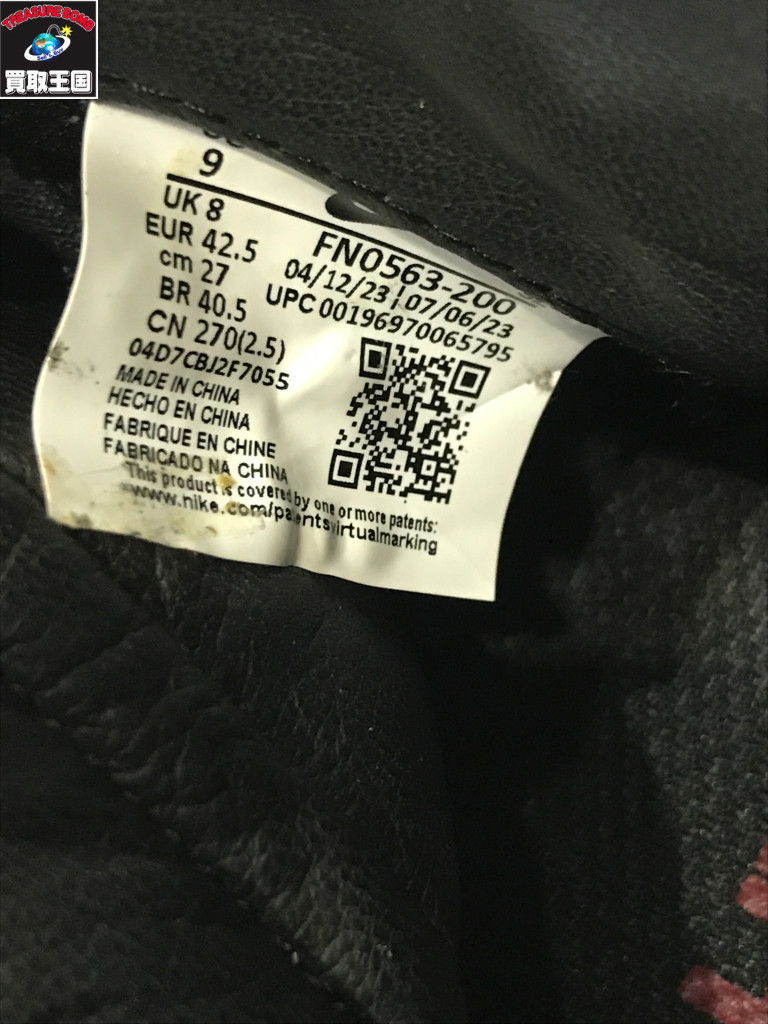 TREASURE BOMB
買取王国
9
UK 8
EUR 42.5
cm 27
BR 40.5
CN 270(2.5)
04D7CBJ2F7055
FN0563-200
04/12/23 07/06/23
UPC 00196970065795
MADE IN CHINA
HECHO EN CHINA
FABRIQUE EN CHINE
FABRICADO NA CHINA
This product is covered by one or more patents:
www.nike.com/patentsvirtualmarking